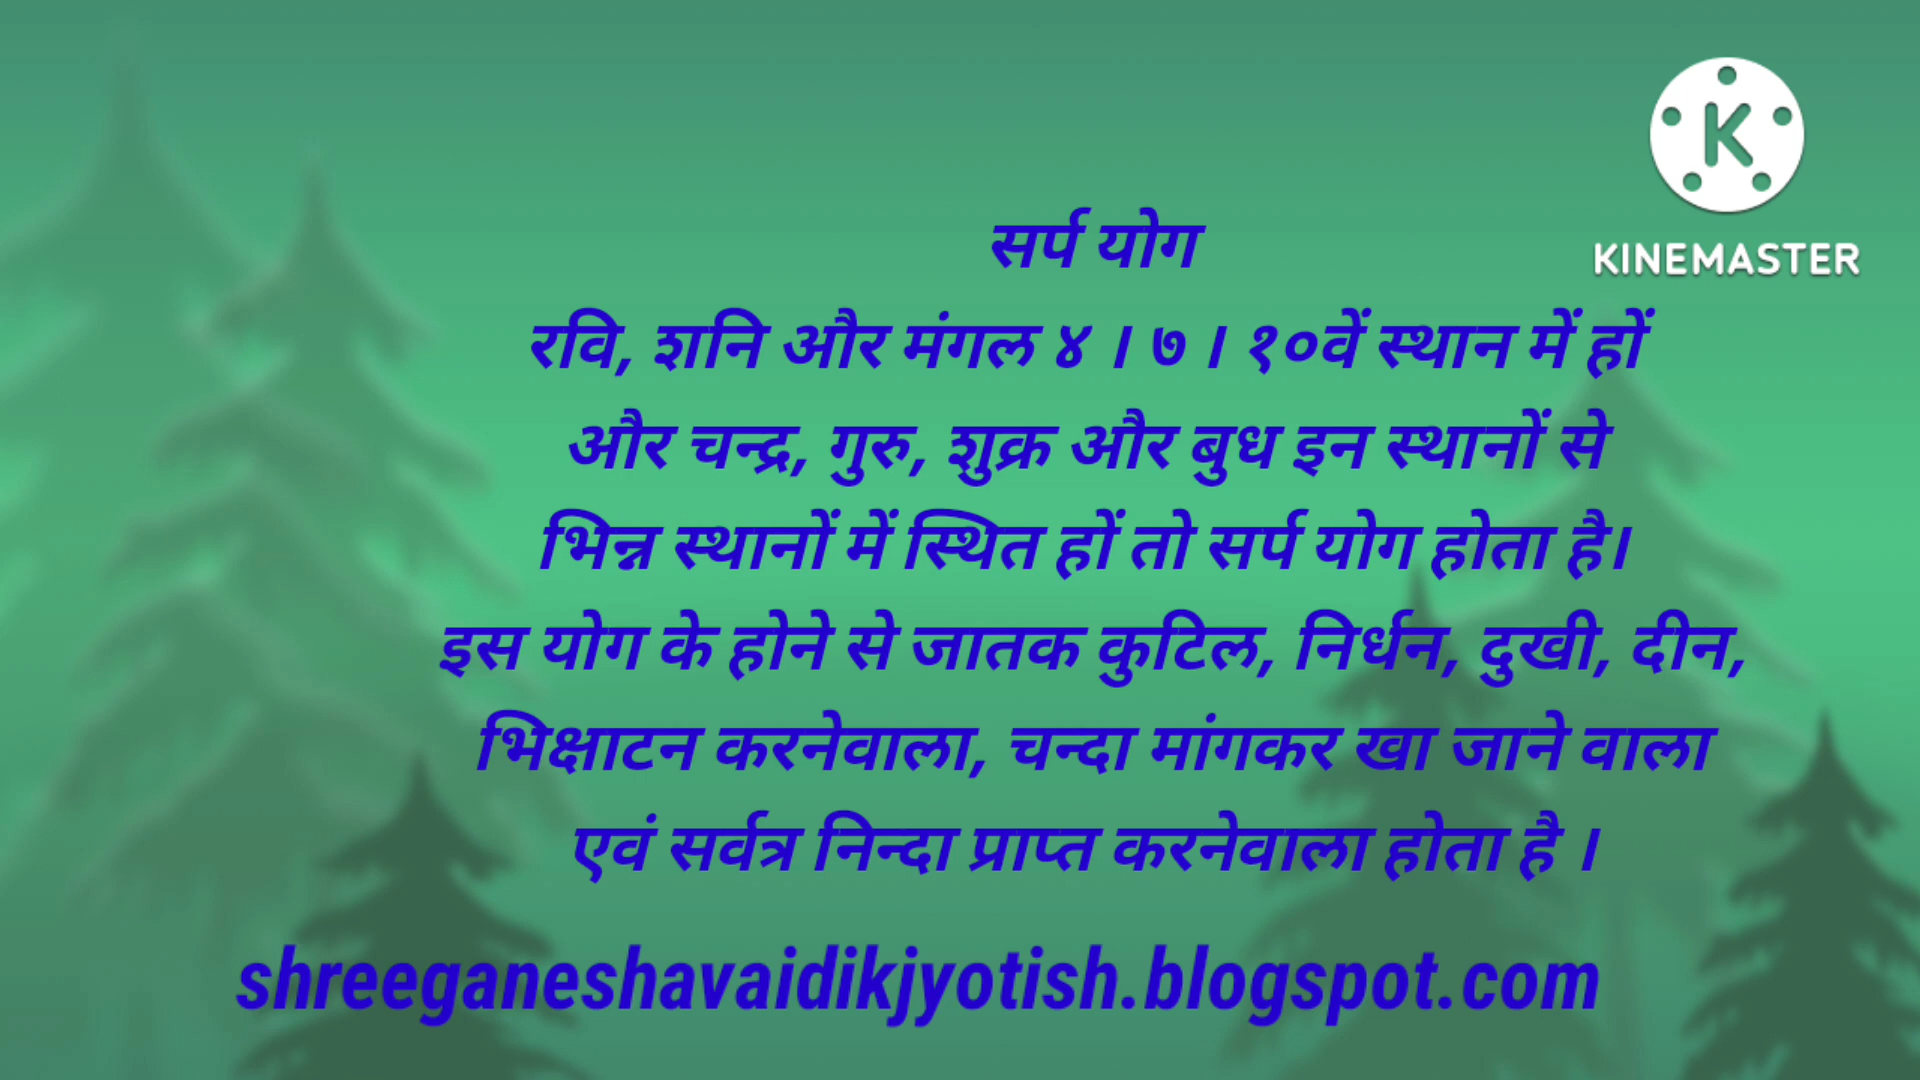 KINEMASTER
सर्प योग
रवि, शनि और मंगल ४ । ७ । १०वें स्थान में हों
और चन्द्र, गुरु, शुक्र और बुध इन स्थानों से
भिन्न स्थानों में स्थित हों तो सर्प योग होता है।
इस योग के होने से जातक कुटिल, निर्धन, दुखी, दीन,
भिक्षाटन करनेवाला, चन्दा मांगकर खा जाने वाला
एवं सर्वत्र निन्दा प्राप्त करनेवाला होता है ।
shreeganeshavaidikjyotish.blogspot.com